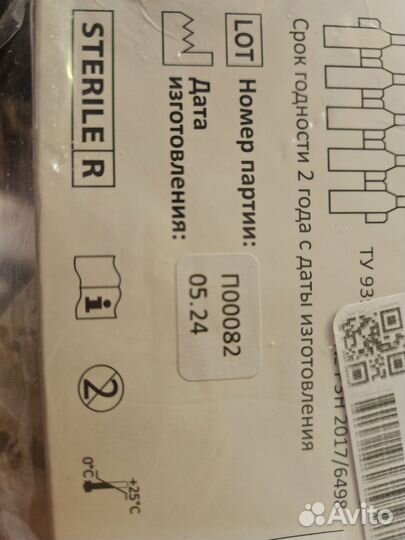 ТУ 93
РЗН 2017/6498
Срок годности 2 года с даты изготовления
LOT Номер партии: П00082
Дата
изготовления: 05.24
STERILE R
i
2
0°C
+25°C
Avito